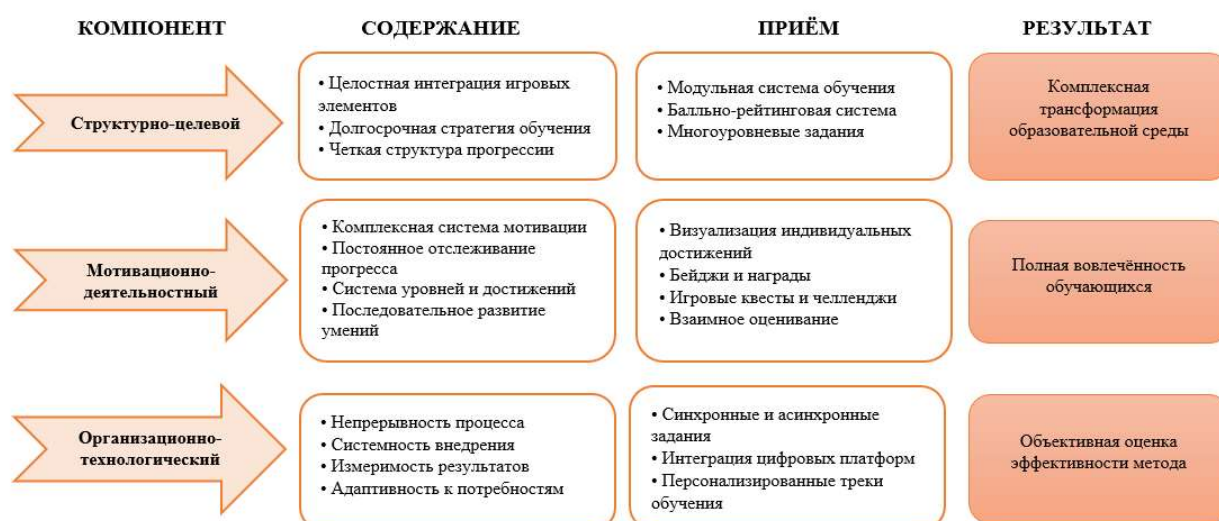 КОМПОНЕНТ
СОДЕРЖАНИЕ
ПРИЁМ
РЕЗУЛЬТАТ
Структурно-целевой
• Целостная интеграция игровых
элементов
• Долгосрочная стратегия обучения
• Четкая структура прогрессии
• Модульная система обучения
• Балльно-рейтинговая система
• Многоуровневые задания
Комплексная
трансформация
образовательной среды
Мотивационно-
деятельностный
• Комплексная система мотивации
• Постоянное отслеживание
прогресса
• Система уровней и достижений
• Последовательное развитие
умений
• Визуализация индивидуальных
достижений
• Бейджи и награды
• Игровые квесты и челленджи
• Взаимное оценивание
Полная вовлечённость
обучающихся
Организационно-
технологический
• Непрерывность процесса
• Системность внедрения
• Измеримость результатов
• Адаптивность к потребностям
• Синхронные и асинхронные
задания
• Интеграция цифровых платформ
• Персонализированные треки
обучения
Объективная оценка
эффективности метода